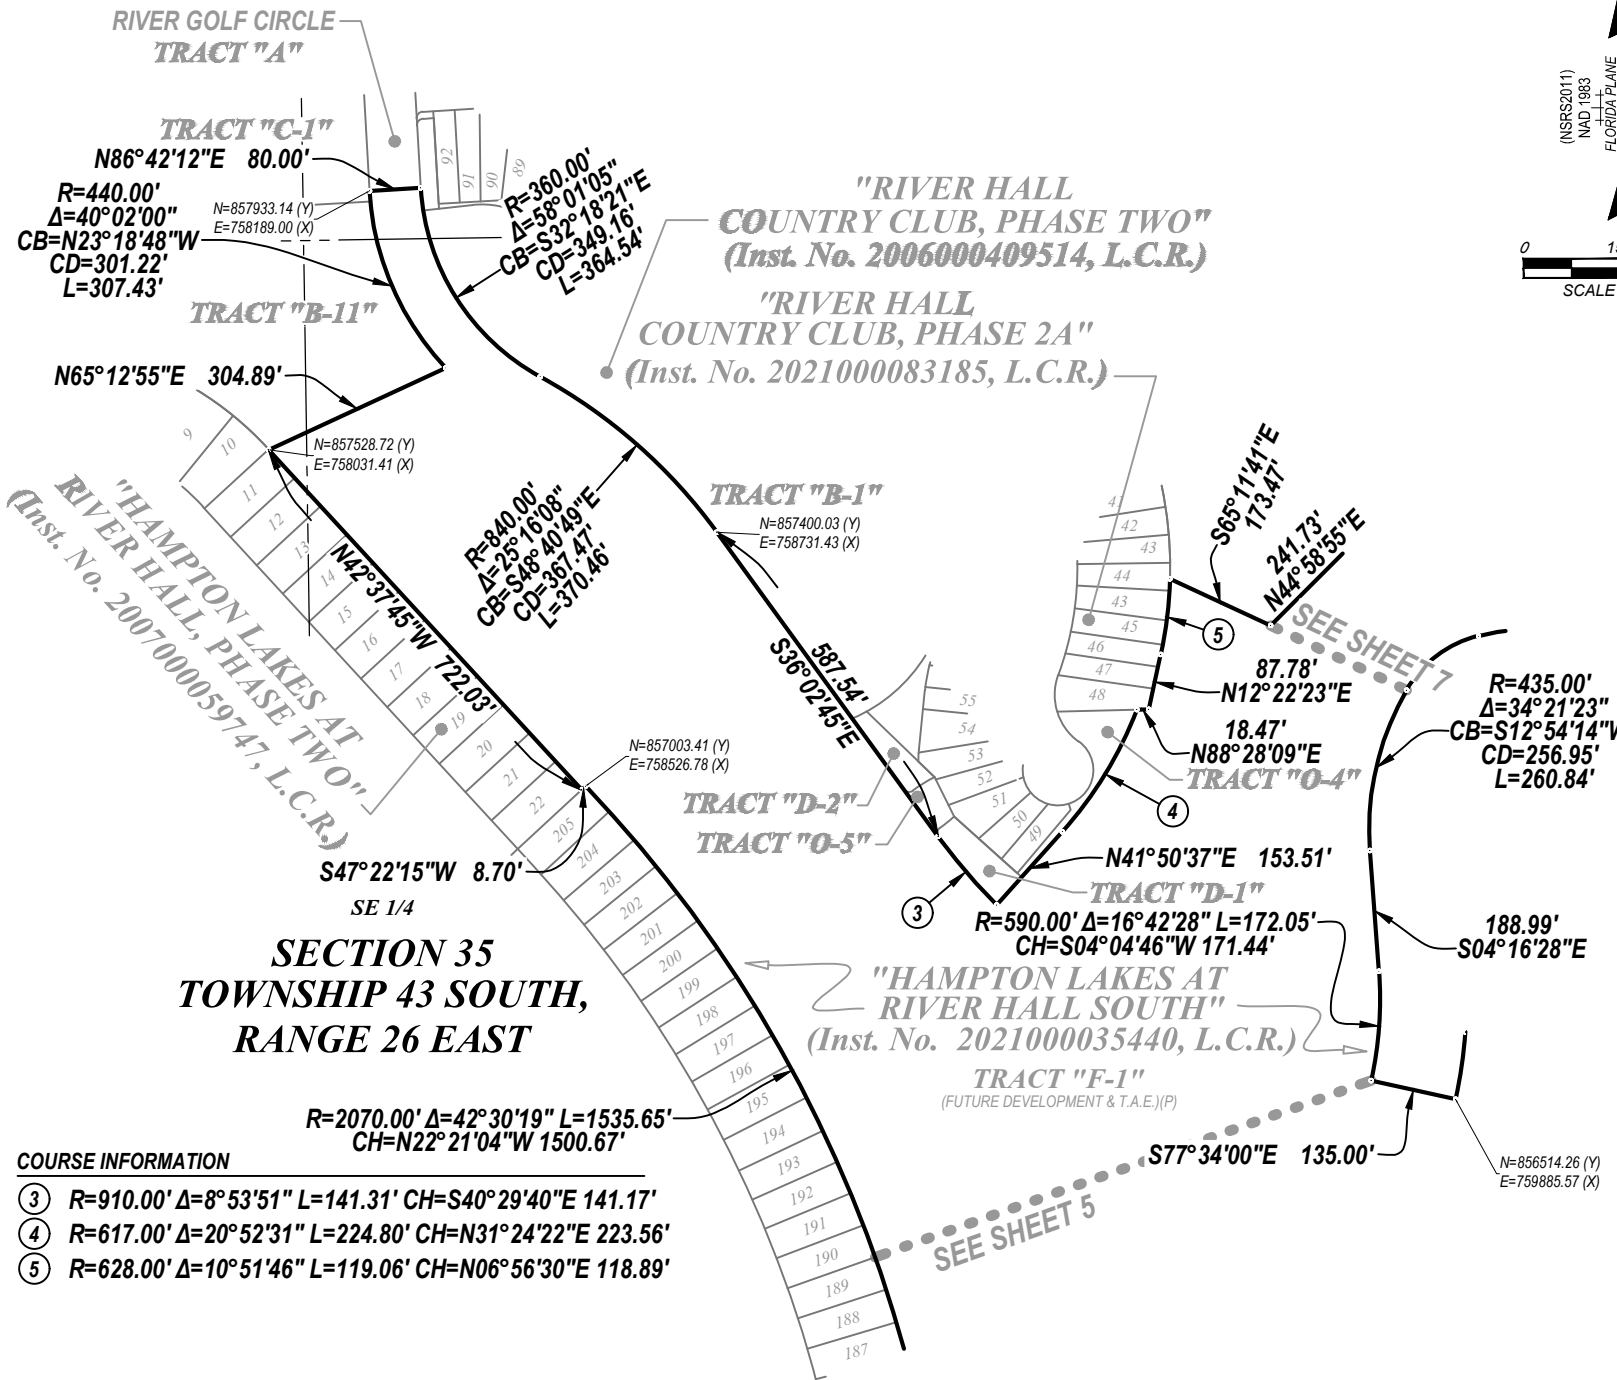 RIVER GOLF CIRCLE
TRACT "A"
TRACT "C-1"
N86°42'12"E 80.00'
R=440.00'
Δ=40°02'00"
CB=N23°18'48"W
CD=301.22'
L=307.43'
N=857933.14 (Y)
E=758189.00 (X)
TRACT "B-11"
N65°12'55"E 304.89'
92
91
90
89
R=360.00'
Δ=58°01'05"
CB=S32°18'21"E
CD=349.16'
L=364.54'
"RIVER HALL
COUNTRY CLUB, PHASE TWO"
(Inst. No. 2006000409514, L.C.R.)
"RIVER HALL
COUNTRY CLUB, PHASE 2A"
(Inst. No. 2021000083185, L.C.R.)
(NSRS2011)
NAD 1983
FLORIDA PLANE
0
SCALE
N=857528.72 (Y)
E=758031.41 (X)
9
10
11
12
13
14
15
16
17
18
19
20
21
22
205
204
203
202
201
200
199
198
197
196
195
194
193
192
191
190
189
188
187
"HAMPTON LAKES AT
RIVER HALL, PHASE TWO"
(Inst. No. 2007000059747, L.C.R.)
N42°37'45"W 722.03'
R=840.00'
Δ=25°16'08"
CB=S48°40'49"E
CD=367.47'
L=370.46'
TRACT "B-1"
N=857400.03 (Y)
E=758731.43 (X)
587.54'
S36°02'45"E
41
42
43
44
43
45
46
47
48
S65°11'41"E
173.47'
241.73'
N44°58'55"E
SEE SHEET 7
5
87.78'
N12°22'23"E
18.47'
N88°28'09"E
TRACT "O-4"
4
R=435.00'
Δ=34°21'23"
CB=S12°54'14"W
CD=256.95'
L=260.84'
55
54
53
52
51
50
49
N=857003.41 (Y)
E=758526.78 (X)
TRACT "D-2"
TRACT "O-5"
N41°50'37"E 153.51'
TRACT "D-1"
3
S47°22'15"W 8.70'
SE 1/4
SECTION 35
TOWNSHIP 43 SOUTH,
RANGE 26 EAST
R=590.00' Δ=16°42'28" L=172.05'
CH=S04°04'46"W 171.44'
188.99'
S04°16'28"E
"HAMPTON LAKES AT
RIVER HALL SOUTH"
(Inst. No. 2021000035440, L.C.R.)
TRACT "F-1"
(FUTURE DEVELOPMENT & T.A.E.)(P)
R=2070.00' Δ=42°30'19" L=1535.65'
CH=N22°21'04"W 1500.67'
S77°34'00"E 135.00'
N=856514.26 (Y)
E=759885.57 (X)
SEE SHEET 5
COURSE INFORMATION
3 R=910.00' Δ=8°53'51" L=141.31' CH=S40°29'40"E 141.17'
4 R=617.00' Δ=20°52'31" L=224.80' CH=N31°24'22"E 223.56'
5 R=628.00' Δ=10°51'46" L=119.06' CH=N06°56'30"E 118.89'